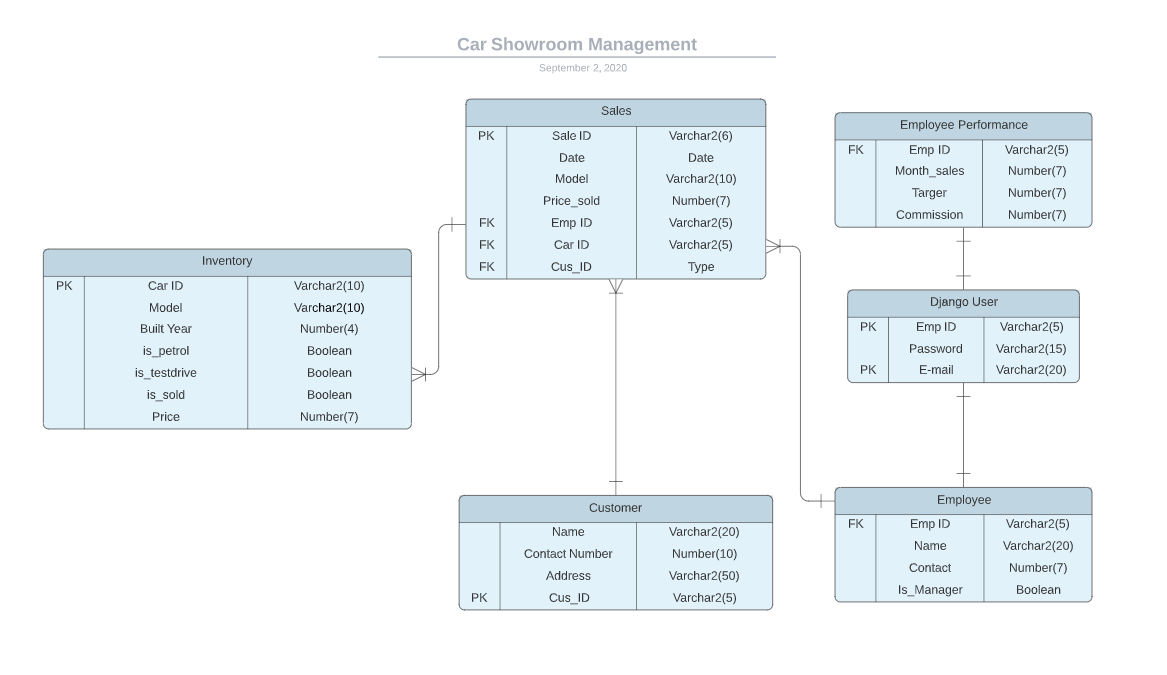 Car Showroom Management
September 2, 2020
Sales
PK Sale ID Varchar2(6)
Date Date
Model Varchar2(10)
Price_sold Number(7)
FK Emp ID Varchar2(5)
FK Car ID Varchar2(5)
FK Cus_ID Type
Employee Performance
FK Emp ID Varchar2(5)
Month_sales Number(7)
Targer Number(7)
Commission Number(7)
Inventory
PK Car ID Varchar2(10)
Model Varchar2(10)
Built Year Number(4)
is_petrol Boolean
is_testdrive Boolean
is_sold Boolean
Price Number(7)
Django User
PK Emp ID Varchar2(5)
Password Varchar2(15)
PK E-mail Varchar2(20)
Customer
Name Varchar2(20)
Contact Number Number(10)
Address Varchar2(50)
PK Cus_ID Varchar2(5)
Employee
FK Emp ID Varchar2(5)
Name Varchar2(20)
Contact Number(7)
Is_Manager Boolean